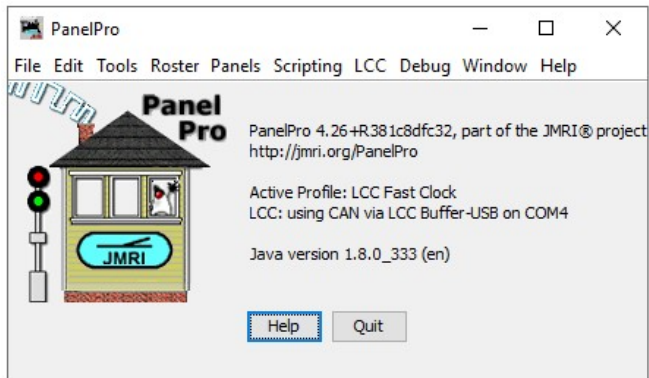 PanelPro
File Edit Tools Roster Panels Scripting LCC Debug Window Help
Panel
Pro
PanelPro 4.26+R381c8dfc32, part of the JMRI® project
http://jmri.org/PanelPro
Active Profile: LCC Fast Clock
LCC: using CAN via LCC Buffer-USB on COM4
JMRI
Java version 1.8.0_333 (en)
Help Quit